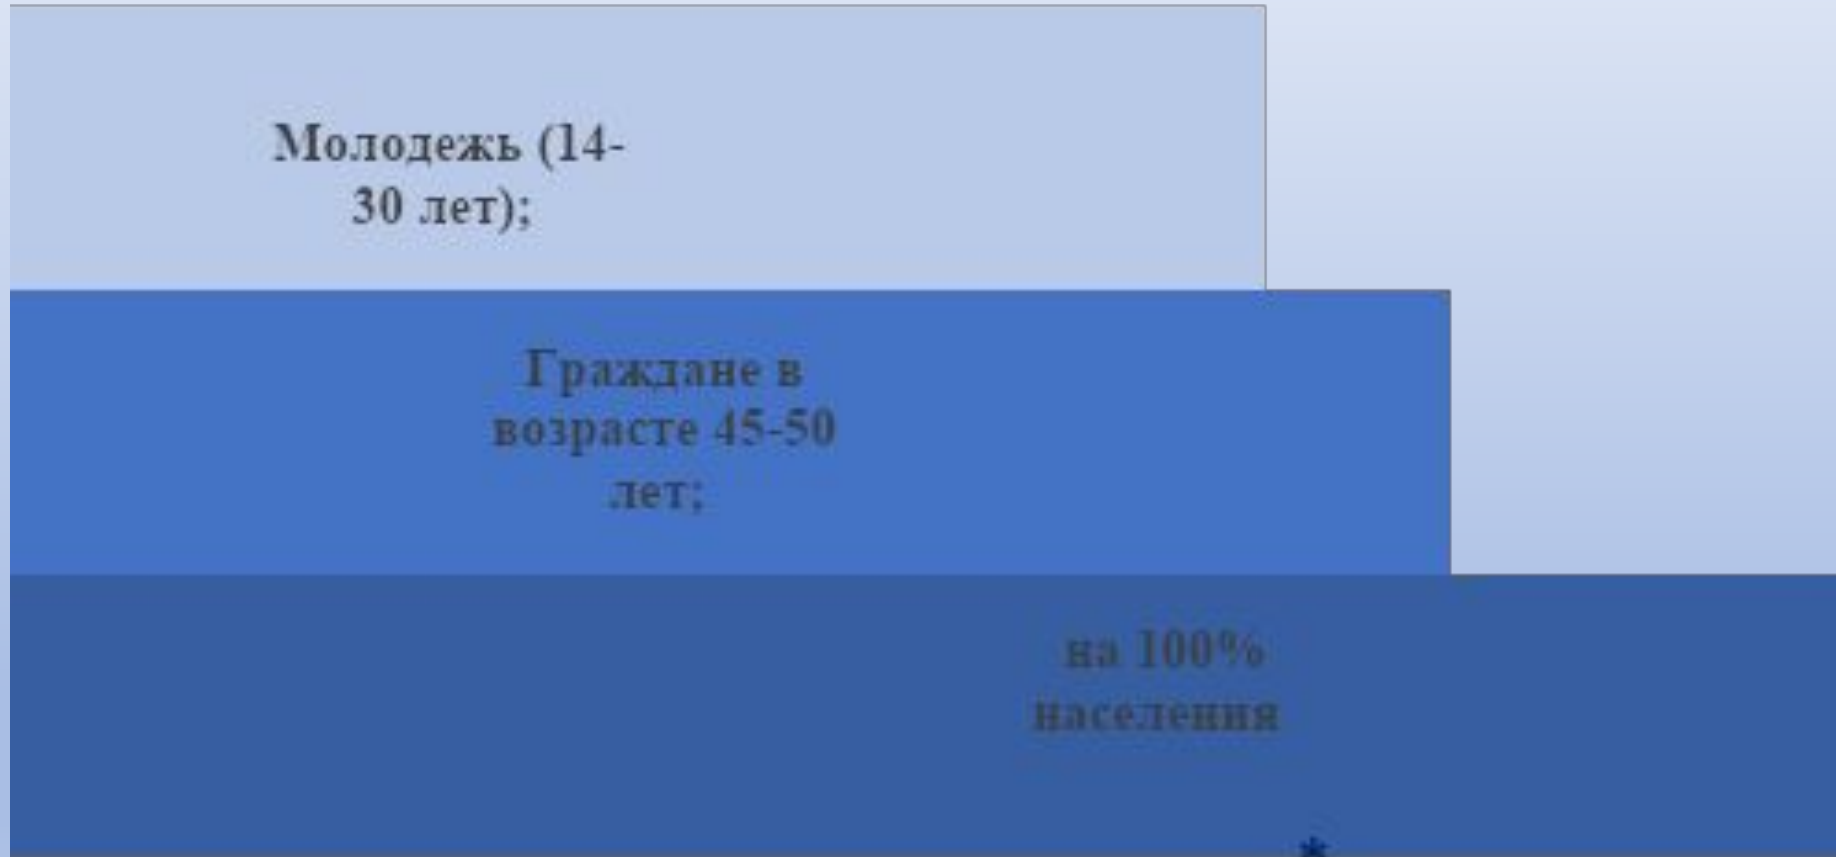 Молодежь (14-
30 лет);
Граждане в
возрасте 45-50
лет;
на 100%
населения
*